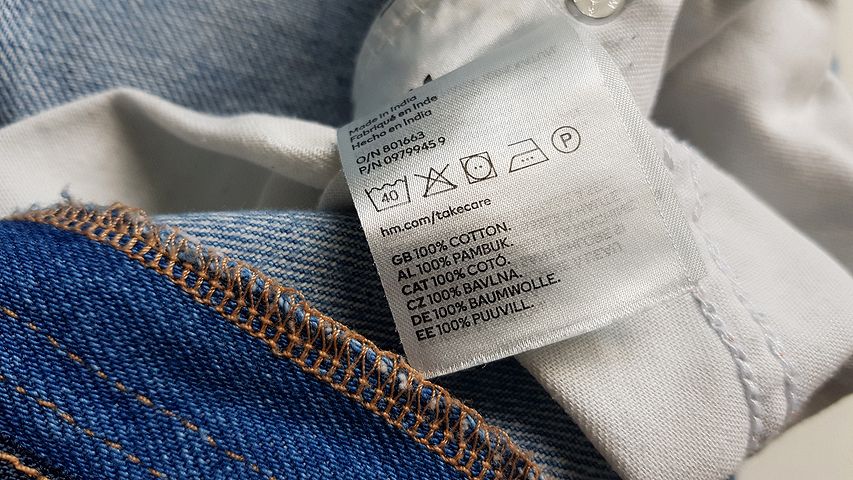 Made in India
Fabriqué en Inde
Hecho en India
O/N 801663
P/N 0979945 9
40 P
hm.com/takecare
GB 100% COTTON.
AL 100% PAMBUK.
CAT 100% COTÓ.
CZ 100% BAVLNA.
DE 100% BAUMWOLLE.
EE 100% PUUVILL.